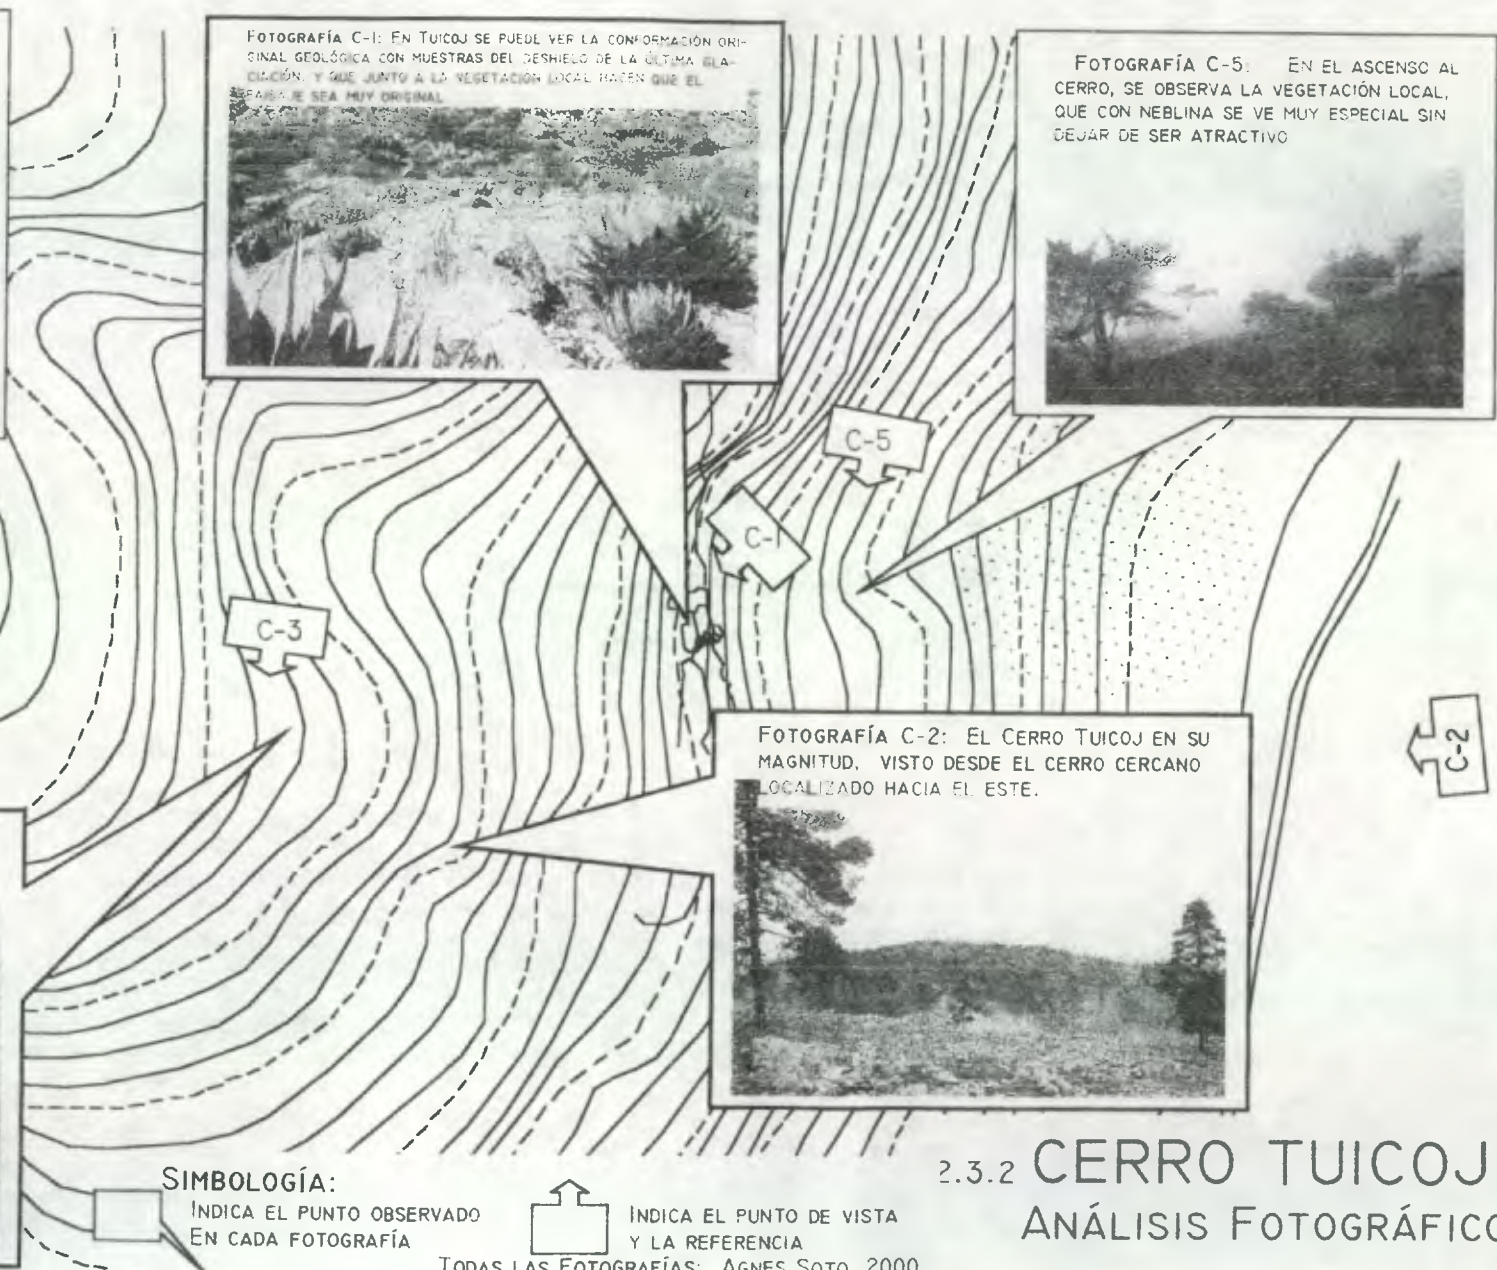 FOTOGRAFÍA C-1: EN TUICOJ SE PUEDE VER LA CONFORMACIÓN ORI-
GINAL GEOLÓGICA CON MUESTRAS DEL DESHIELO DE LA ÚLTIMA GLA-
CIACIÓN, Y QUE JUNTO A LA VEGETACIÓN LOCAL HACEN QUE EL
PAISAJE SEA MUY ORIGINAL
FOTOGRAFÍA C-5: EN EL ASCENSO AL
CERRO, SE OBSERVA LA VEGETACIÓN LOCAL,
QUE CON NEBLINA SE VE MUY ESPECIAL SIN
DEJAR DE SER ATRACTIVO
C-5
C-1
C-3
FOTOGRAFÍA C-2: EL CERRO TUICOJ EN SU
MAGNITUD, VISTO DESDE EL CERRO CERCANO
LOCALIZADO HACIA EL ESTE.
C-2
SIMBOLOGÍA:
INDICA EL PUNTO OBSERVADO
EN CADA FOTOGRAFÍA
INDICA EL PUNTO DE VISTA
Y LA REFERENCIA
TODAS LAS FOTOGRAFÍAS: AGNES SOTO, 2000
2.3.2 CERRO TUICOJ
ANÁLISIS FOTOGRÁFICO